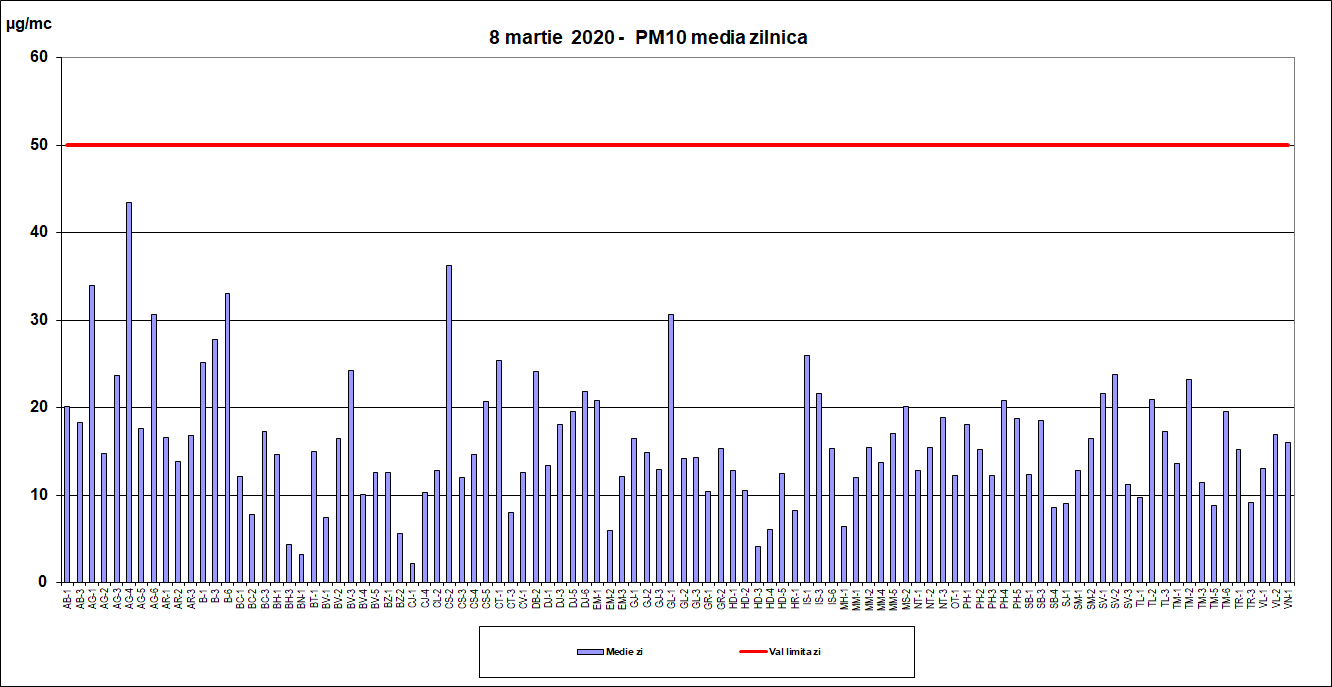 µg/mc
8 martie 2020 - PM10 media zilnica
60
50
40
30
20
10
0
AB-1 AB-3 AG-1 AG-2 AG-3 AG-4 AG-5 AG-6 AR-1 AR-2 AR-3 B-1 B-3 B-6 BC-1 BC-2 BC-3 BH-1 BH-3 BN-1 BT-1 BV-1 BV-2 BV-3 BV-4 BV-5 BZ-1 BZ-2 CJ-1 CJ-4 CL-2 CS-2 CS-3 CS-4 CS-5 CT-1 CT-3 CV-1 DB-2 DJ-1 DJ-3 DJ-5 DJ-6 EM-1 EM-2 EM-3 GJ-1 GJ-2 GJ-3 GL-1 GL-2 GL-3 GR-1 GR-2 HD-1 HD-2 HD-3 HD-4 HD-5 HR-1 IS-1 IS-3 IS-6 MH-1 MM-1 MM-2 MM-4 MM-5 MS-2 NT-1 NT-2 NT-3 OT-1 PH-1 PH-2 PH-3 PH-4 PH-5 SB-1 SB-3 SB-4 SJ-1 SM-1 SM-2 SV-1 SV-2 SV-3 TL-1 TL-2 TL-3 TM-1 TM-2 TM-3 TM-5 TM-6 TR-1 TR-3 VL-1 VL-2 VN-1
Medie zi Val limita zi